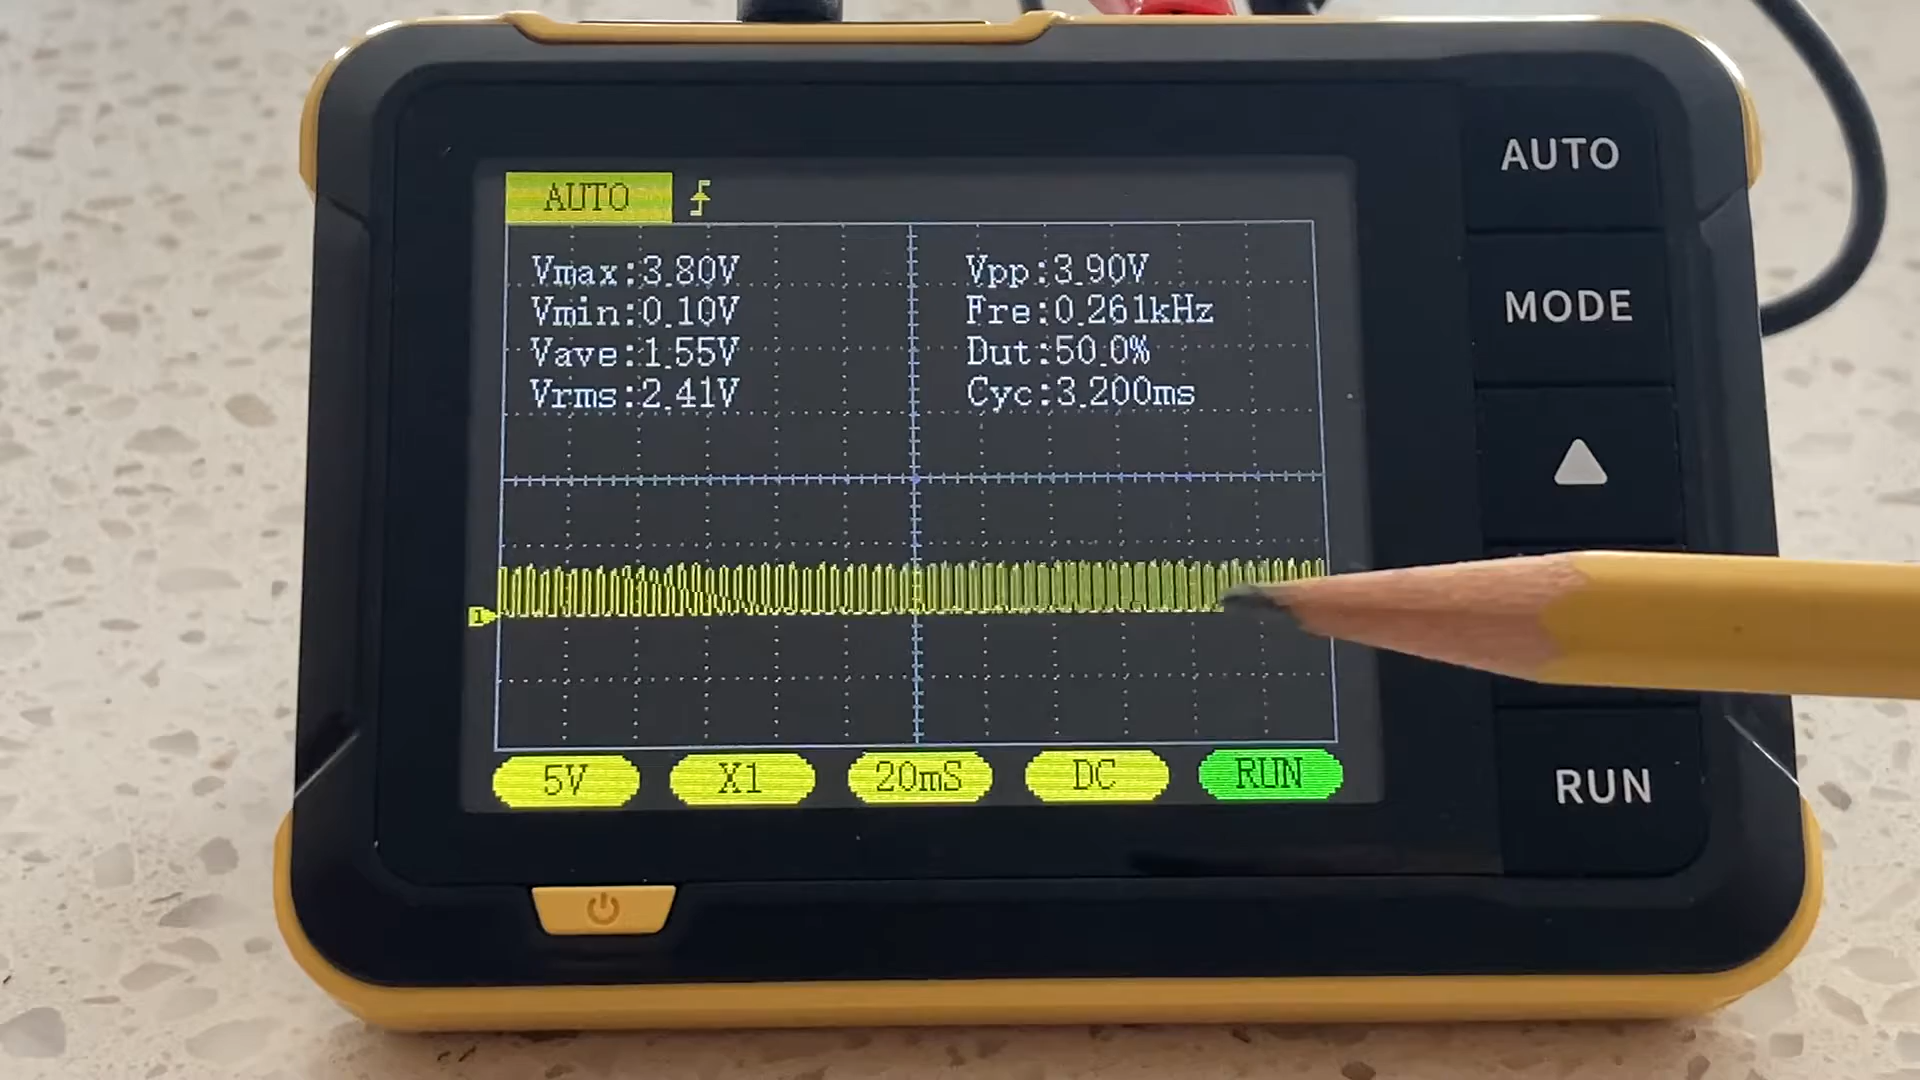 AUTO
Vmax:3.80V
Vmin:0.10V
Vave:1.55V
Vrms:2.41V
Vpp:3.90V
Fre:0.261kHz
Dut:50.0%
Cyc:3.200ms
1
5V
X1
20mS
DC
RUN
AUTO
MODE
RUN